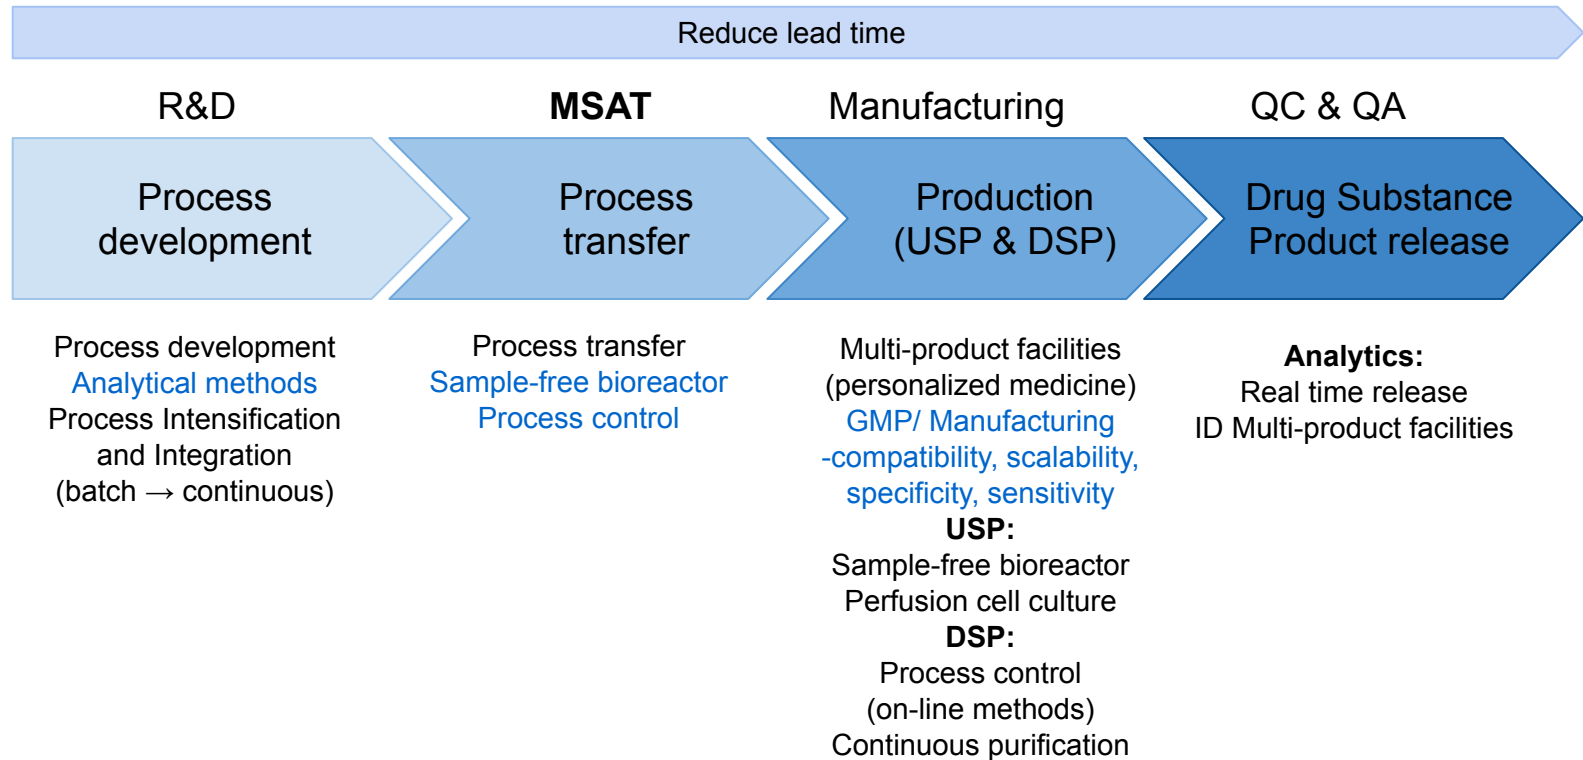 Reduce lead time
R&D
MSAT
Manufacturing
QC & QA
Process
development
Process
transfer
Production
(USP & DSP)
Drug Substance
Product release
Process development
Analytical methods
Process Intensification
and Integration
(batch → continuous)
Process transfer
Sample-free bioreactor
Process control
Multi-product facilities
(personalized medicine)
GMP/ Manufacturing
-compatibility, scalability,
specificity, sensitivity
USP:
Sample-free bioreactor
Perfusion cell culture
DSP:
Process control
(on-line methods)
Continuous purification
Analytics:
Real time release
ID Multi-product facilities